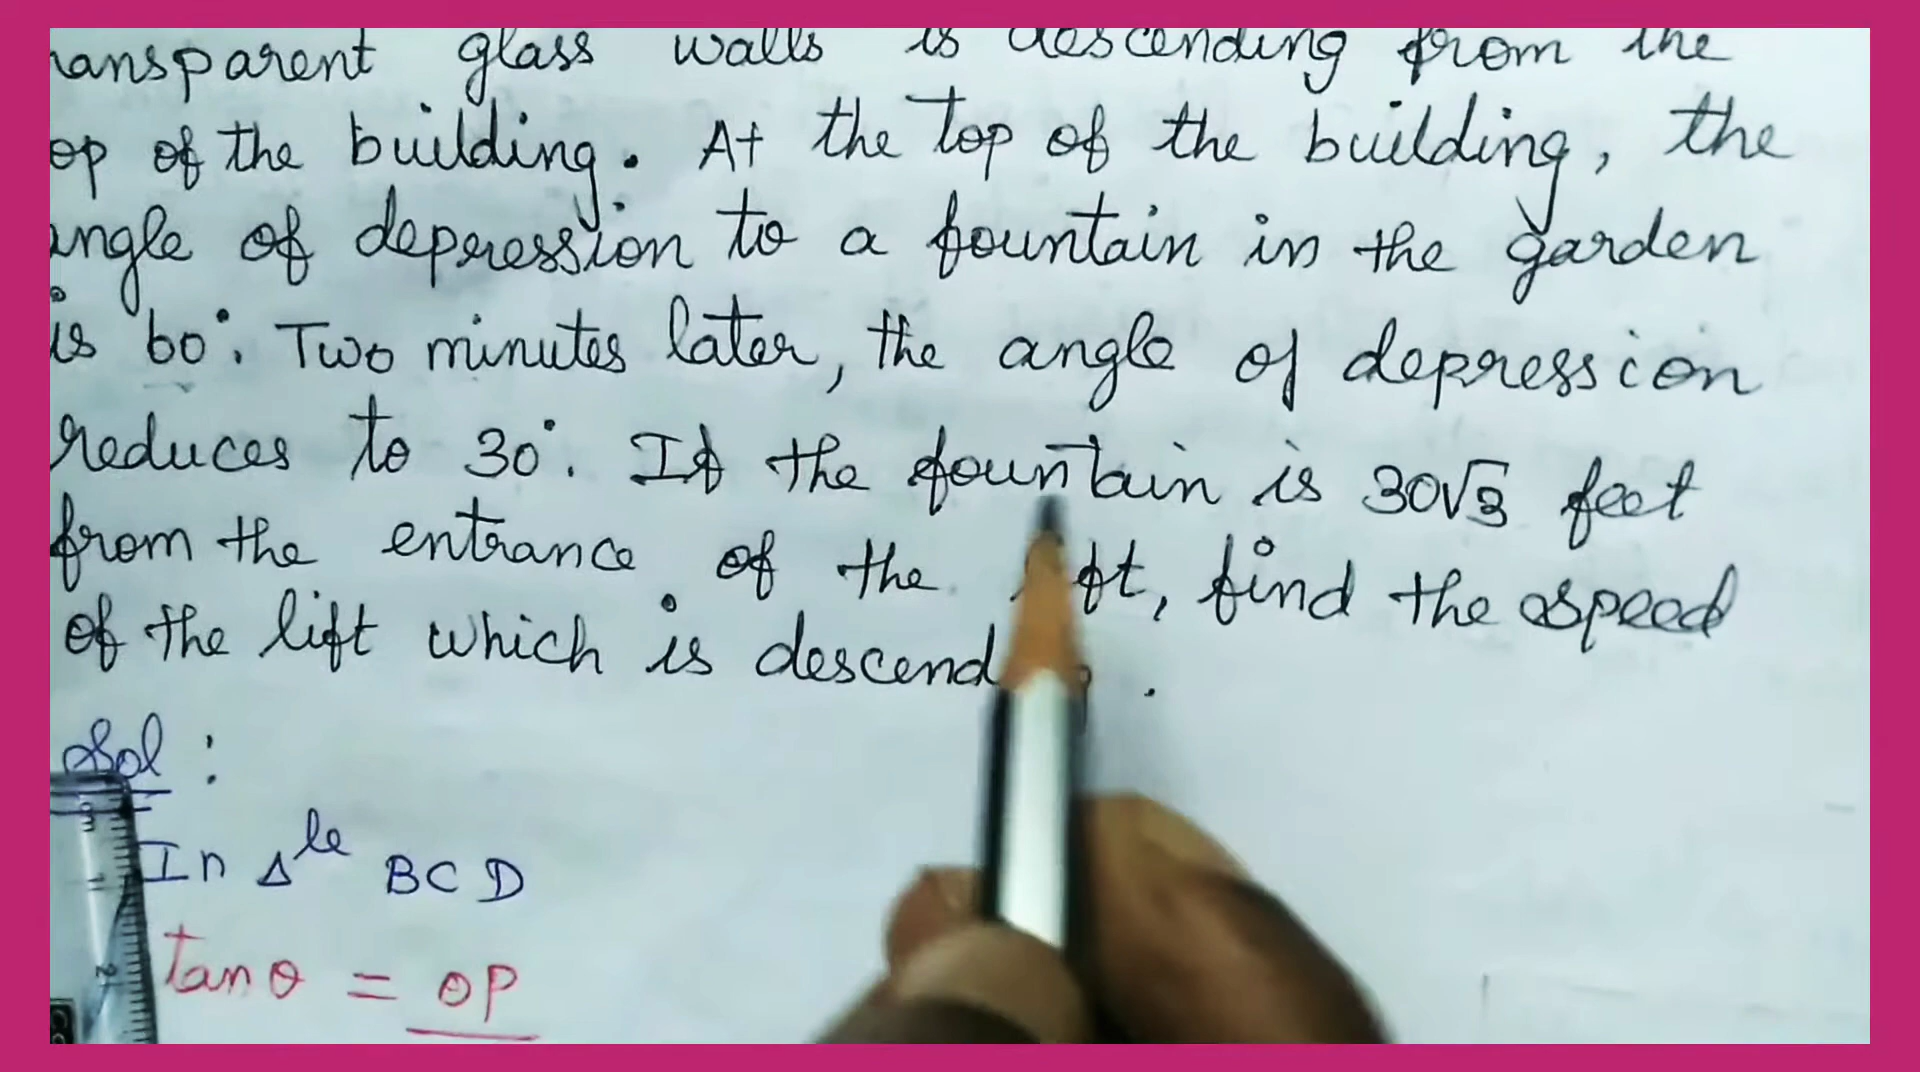 ransparent glass walls is descending from the
op of the building. At the top of the building, the
angle of depression to a fountain in the garden
is 60°. Two minutes later, the angle of depression
reduces to 30°. If the fountain is 30√3 feet
from the entrance of the lift, find the speed
of the lift which is descend .
Sol :
In Δle BCD
tan θ = OP